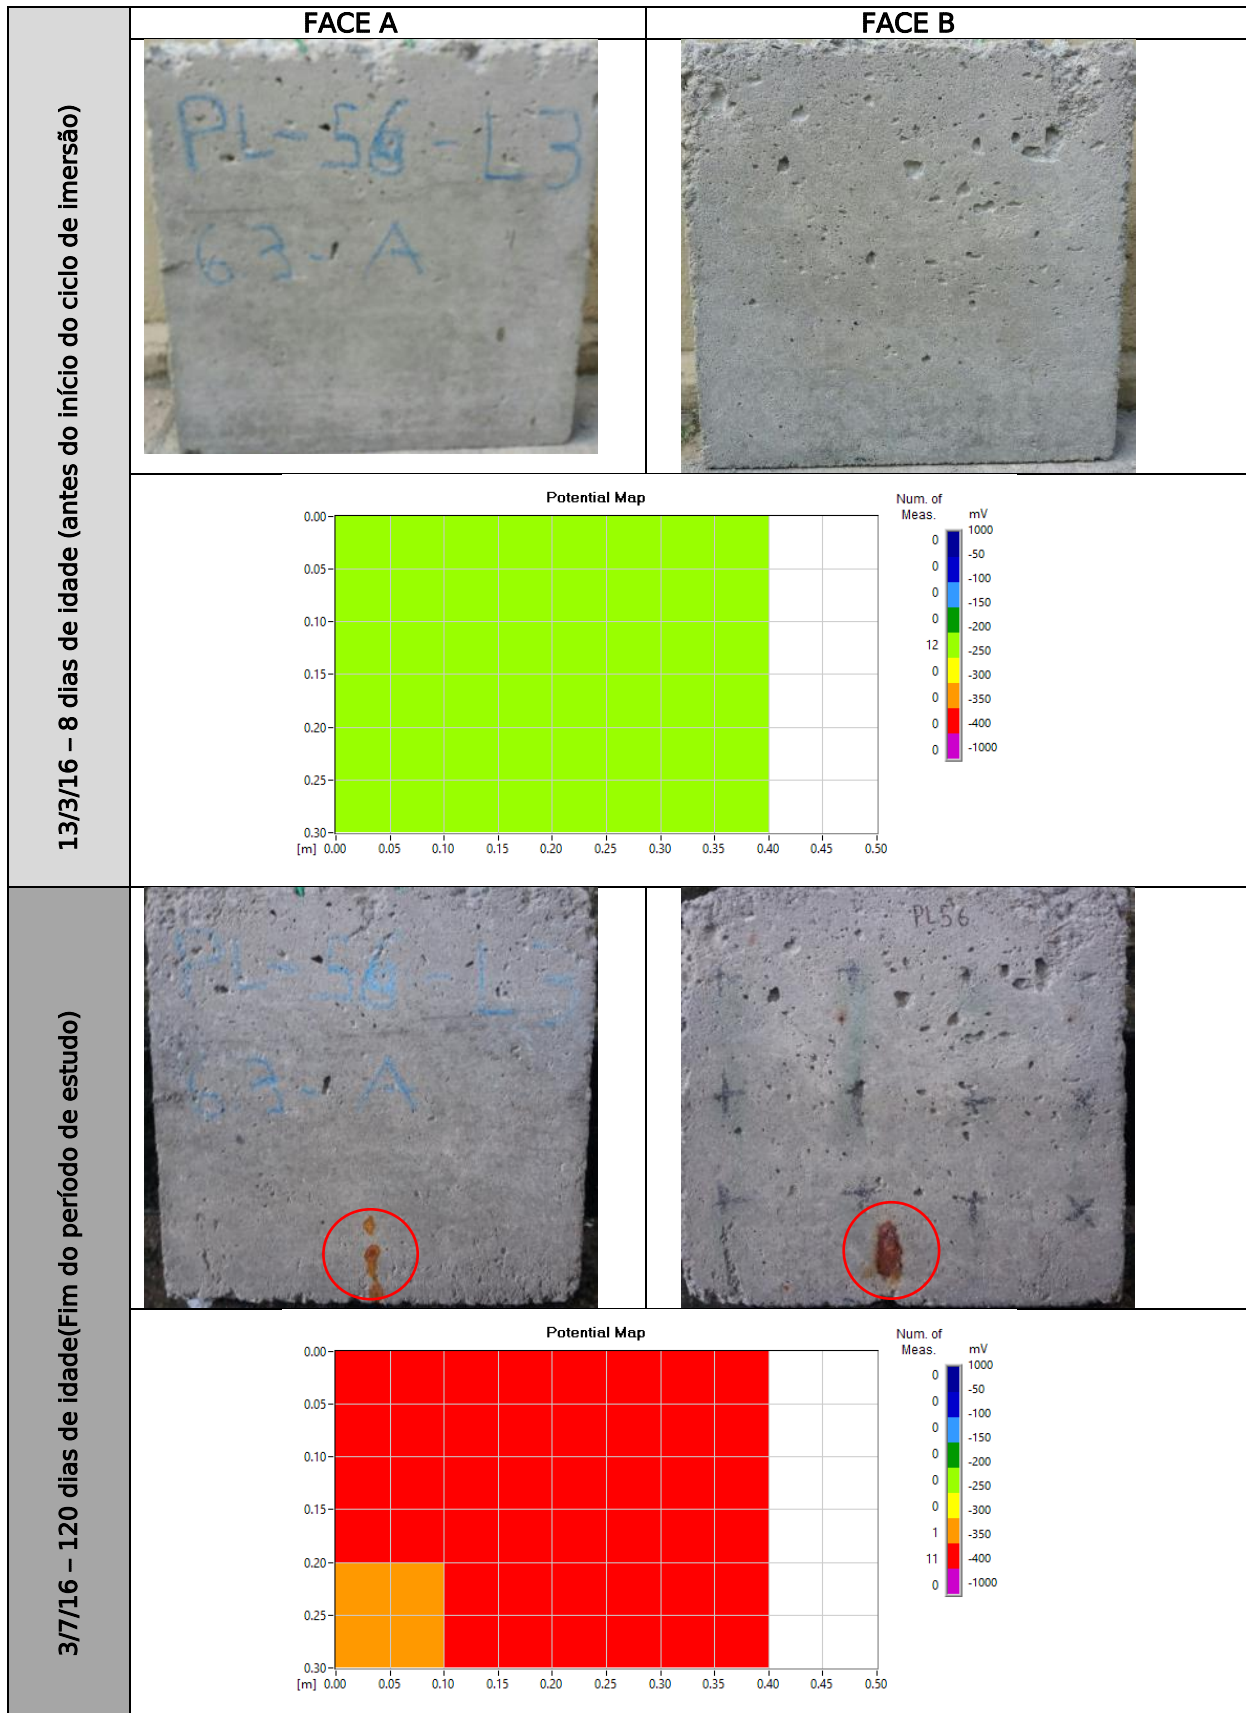 FACE A
FACE B
13/3/16 – 8 dias de idade (antes do início do ciclo de imersão)
PL-56-L3
63-A
Potential Map
Num. of
Meas.
mV
1000
0
-50
0
-100
0
-150
0
-200
12
-250
0
-300
0
-350
0
-400
0
-1000
0.00
0.05
0.10
0.15
0.20
0.25
0.30
[m] 0.00 0.05 0.10 0.15 0.20 0.25 0.30 0.35 0.40 0.45 0.50
3/7/16 – 120 dias de idade(Fim do período de estudo)
PL-56-L3
63-A
PL56
Potential Map
Num. of
Meas.
mV
1000
0
-50
0
-100
0
-150
0
-200
0
-250
0
-300
1
-350
11
-400
0
-1000
0.00
0.05
0.10
0.15
0.20
0.25
0.30
[m] 0.00 0.05 0.10 0.15 0.20 0.25 0.30 0.35 0.40 0.45 0.50